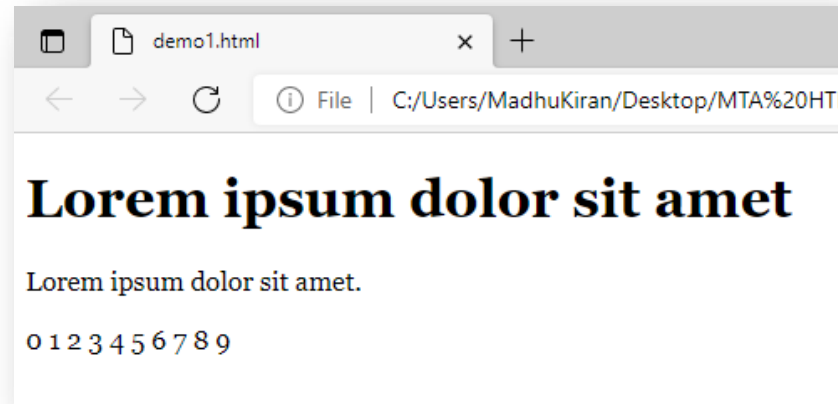 demo1.html
File C:/Users/MadhuKiran/Desktop/MTA%20HT
Lorem ipsum dolor sit amet
Lorem ipsum dolor sit amet.
0 1 2 3 4 5 6 7 8 9